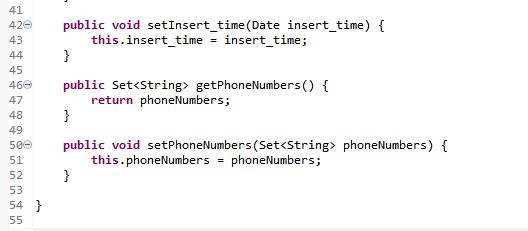 41
42    public void setInsert_time(Date insert_time) {
43        this.insert_time = insert_time;
44    }
45
46    public Set<String> getPhoneNumbers() {
47        return phoneNumbers;
48    }
49
50    public void setPhoneNumbers(Set<String> phoneNumbers) {
51        this.phoneNumbers = phoneNumbers;
52    }
53
54 }
55